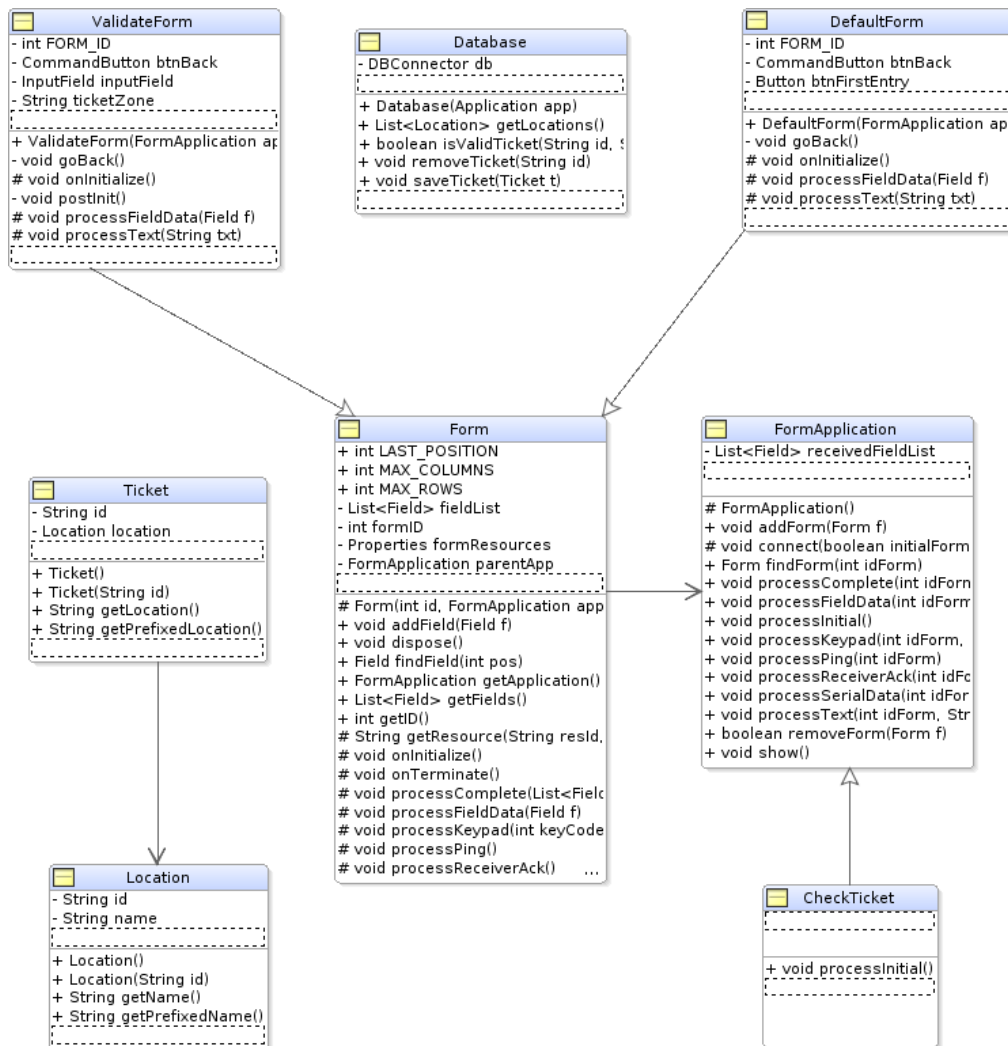 ValidateForm
- int FORM_ID
- CommandButton btnBack
- InputField inputField
- String ticketZone
+ ValidateForm(FormApplication ap
- void goBack()
# void onInitialize()
- void postInit()
# void processFieldData(Field f)
# void processText(String txt)
Database
- DBConnector db
+ Database(Application app)
+ List<Location> getLocations()
+ boolean isValidTicket(String id,
+ void removeTicket(String id)
+ void saveTicket(Ticket t)
DefaultForm
- int FORM_ID
- CommandButton btnBack
- Button btnFirstEntry
+ DefaultForm(FormApplication ap
- void goBack()
# void onInitialize()
# void processFieldData(Field f)
# void processText(String txt)
Form
+ int LAST_POSITION
+ int MAX_COLUMNS
+ int MAX_ROWS
- List<Field> fieldList
- int formID
- Properties formResources
- FormApplication parentApp
# Form(int id, FormApplication app
+ void addField(Field f)
+ void dispose()
+ Field findField(int pos)
+ FormApplication getApplication()
+ List<Field> getFields()
+ int getID()
# String getResource(String resId,
# void onInitialize()
# void onTerminate()
# void processComplete(List<Field
# void processFieldData(Field f)
# void processKeypad(int keyCode
# void processPing()
# void processReceiverAck() ...
FormApplication
- List<Field> receivedFieldList
# FormApplication()
+ void addForm(Form f)
# void connect(boolean initialForm
+ Form findForm(int idForm)
+ void processComplete(int idForm
+ void processFieldData(int idForm
+ void processInitial()
+ void processKeypad(int idForm,
+ void processPing(int idForm)
+ void processReceiverAck(int idFo
+ void processSerialData(int idFor
+ void processText(int idForm, Str
+ boolean removeForm(Form f)
+ void show()
Ticket
- String id
- Location location
+ Ticket()
+ Ticket(String id)
+ String getLocation()
+ String getPrefixedLocation()
Location
- String id
- String name
+ Location()
+ Location(String id)
+ String getName()
+ String getPrefixedName()
CheckTicket
+ void processInitial()